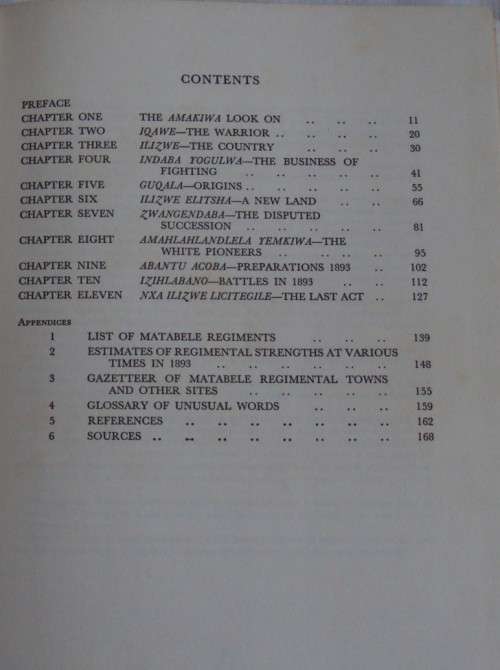 CONTENTS
PREFACE
CHAPTER ONE THE AMAKIWA LOOK ON .. .. .. 11
CHAPTER TWO IQAWE—THE WARRIOR .. .. .. .. 20
CHAPTER THREE ILIZWE—THE COUNTRY .. .. .. 30
CHAPTER FOUR INDABA YOGULWA—THE BUSINESS OF
FIGHTING .. .. .. .. .. 41
CHAPTER FIVE GUQALA—ORIGINS .. .. .. .. .. 55
CHAPTER SIX ILIZWE ELITSHA—A NEW LAND .. .. 66
CHAPTER SEVEN ZWANGENDABA—THE DISPUTED
SUCCESSION .. .. .. .. 81
CHAPTER EIGHT AMAHLAHLANDLELA YEMKIWA—THE
WHITE PIONEERS .. .. .. .. 95
CHAPTER NINE ABANTU ACOBA—PREPARATIONS 1893 .. 102
CHAPTER TEN IZIHLABANO—BATTLES IN 1893 .. .. 112
CHAPTER ELEVEN NXA ILIZWE LICITEGILE—THE LAST ACT .. 127
APPENDICES
1 LIST OF MATABELE REGIMENTS .. .. .. 139
2 ESTIMATES OF REGIMENTAL STRENGTHS AT VARIOUS
TIMES IN 1893 .. .. .. .. .. .. 148
3 GAZETTEER OF MATABELE REGIMENTAL TOWNS
AND OTHER SITES .. .. .. .. .. 155
4 GLOSSARY OF UNUSUAL WORDS .. .. .. 159
5 REFERENCES .. .. .. .. .. .. .. 162
6 SOURCES .. .. .. .. .. .. .. .. 168